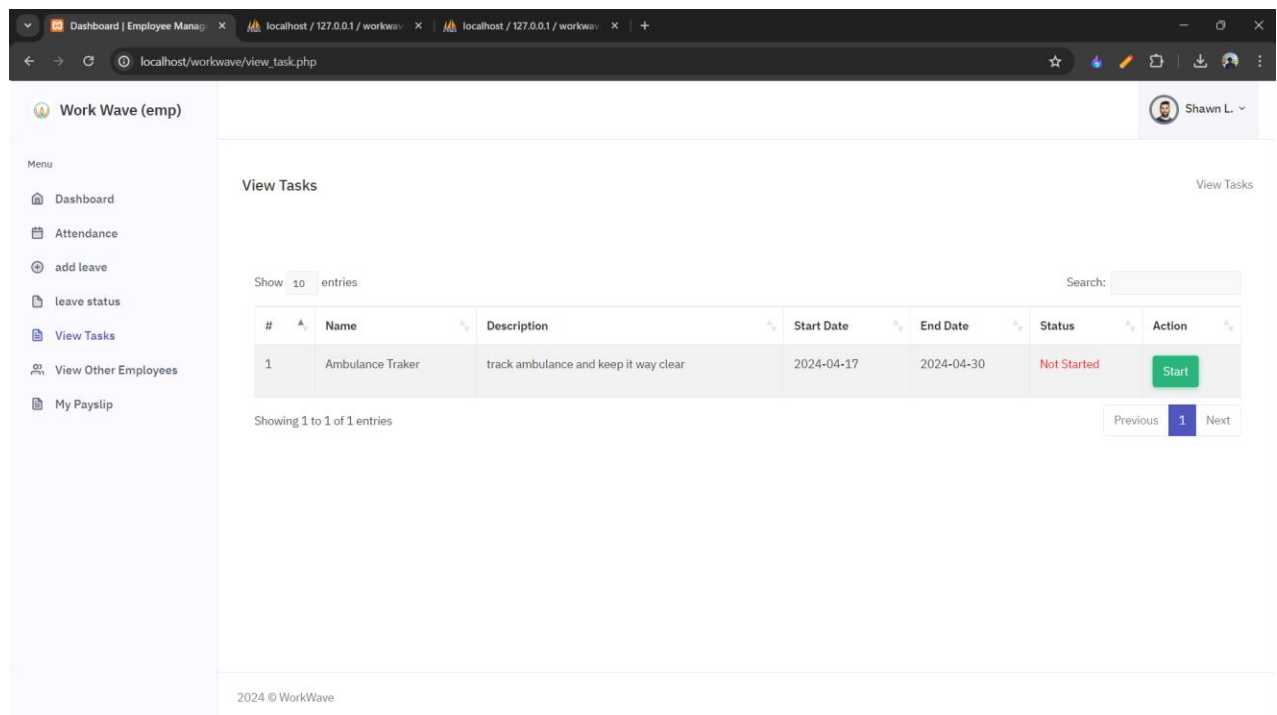 Dashboard | Employee Manag
localhost / 127.0.0.1 / workwav
localhost / 127.0.0.1 / workwav
localhost/workwave/view_task.php
Work Wave (emp)
Shawn L.
Menu
Dashboard
Attendance
add leave
leave status
View Tasks
View Other Employees
My Payslip
View Tasks
View Tasks
Show 10 entries
Search:
# Name Description Start Date End Date Status Action
1 Ambulance Traker track ambulance and keep it way clear 2024-04-17 2024-04-30 Not Started Start
Showing 1 to 1 of 1 entries
Previous 1 Next
2024 © WorkWave